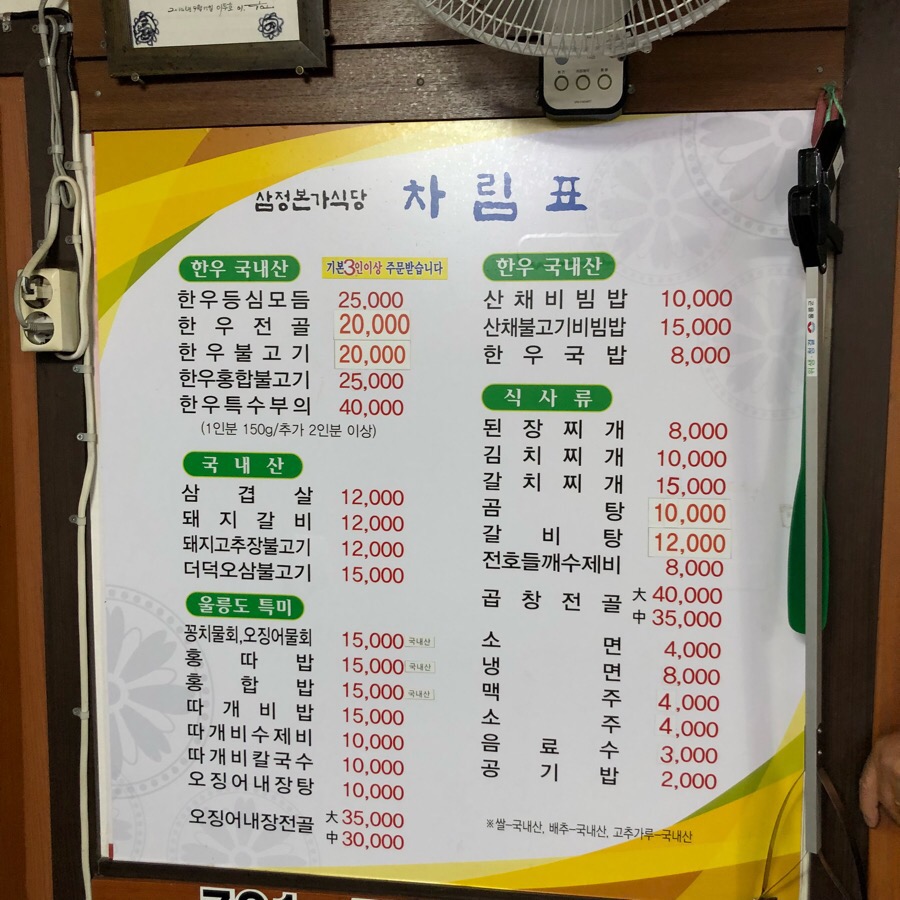 삼정본가식당 차림표
한우 국내산
기본3인이상 주문받습니다
한우등심모듬 25,000
한우전골 20,000
한우불고기 20,000
한우홍합불고기 25,000
한우특수부의 40,000
(1인분 150g/추가 2인분 이상)
국내산
삼겹살 12,000
돼지갈비 12,000
돼지고추장불고기 12,000
더덕오삼불고기 15,000
울릉도 특미
꽁치물회,오징어물회 15,000 국내산
홍따밥 15,000 국내산
홍합밥 15,000 국내산
따개비밥 15,000
따개비수제비 10,000
따개비칼국수 10,000
오징어내장탕 10,000
오징어내장전골 大 35,000
中 30,000
한우 국내산
산채비빔밥 10,000
산채불고기비빔밥 15,000
한우국밥 8,000
식사류
된장찌개 8,000
김치찌개 10,000
갈치찌개 15,000
곰탕 10,000
갈비탕 12,000
전호들깨수제비 8,000
곱창전골 大 40,000
中 35,000
소면 4,000
냉면 8,000
맥주 4,000
소주 4,000
음료수 3,000
공기밥 2,000
※쌀-국내산, 배추-국내산, 고추가루-국내산